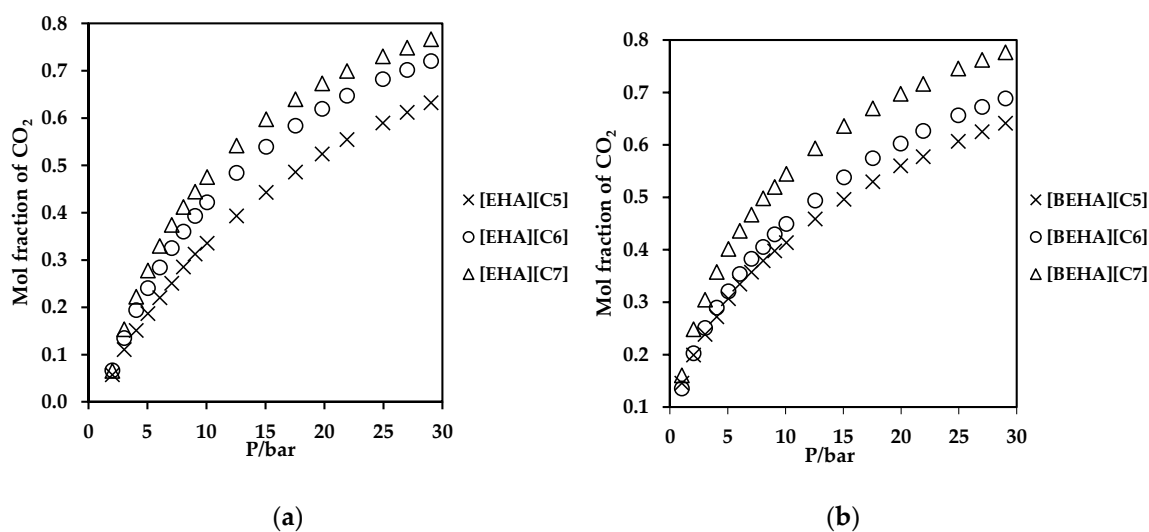 Mol fraction of CO₂
0.8
0.7
0.6
0.5
0.4
0.3
0.2
0.1
0.0
0 5 10 15 20 25 30
P/bar
[EHA][C5]
[EHA][C6]
[EHA][C7]
(a)
Mol fraction of CO₂
0.8
0.7
0.6
0.5
0.4
0.3
0.2
0.1
0 5 10 15 20 25 30
P/bar
[BEHA][C5]
[BEHA][C6]
[BEHA][C7]
(b)